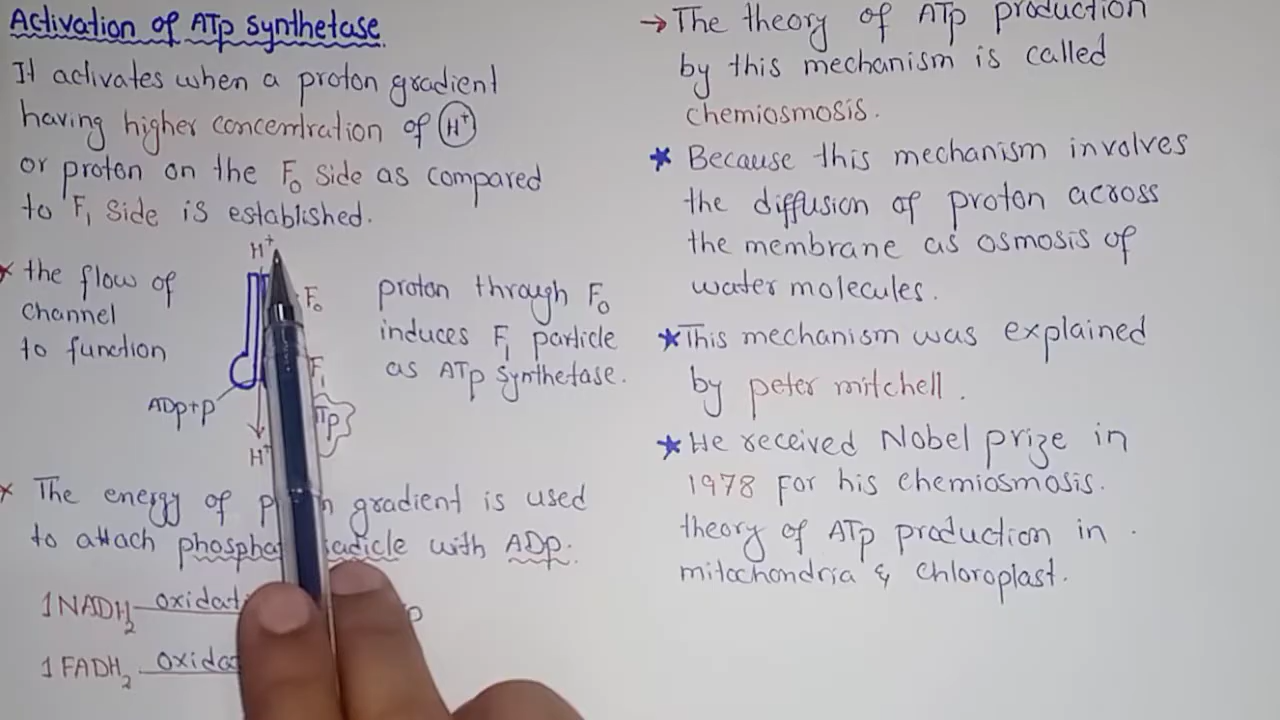 Activation of ATP synthetase
It activates when a proton gradient
having higher concentration of H⁺
or proton on the F₀ side as compared
to F₁ side is established.
H⁺
* the flow of
channel
to function
F₀
F₁
ADP+P
H⁺
proton through F₀
induces F₁ particle
as ATP synthetase.
* The energy of gradient is used
to attach with ADP.
1NADH₂
1FADH₂
→ The theory of ATP production
by this mechanism is called
chemiosmosis.
* Because this mechanism involves
the diffusion of proton across
the membrane as osmosis of
water molecules.
* This mechanism was explained
by peter mitchell.
* He received Nobel prize in
1978 for his chemiosmosis.
theory of ATP production in
mitochondria & chloroplast.